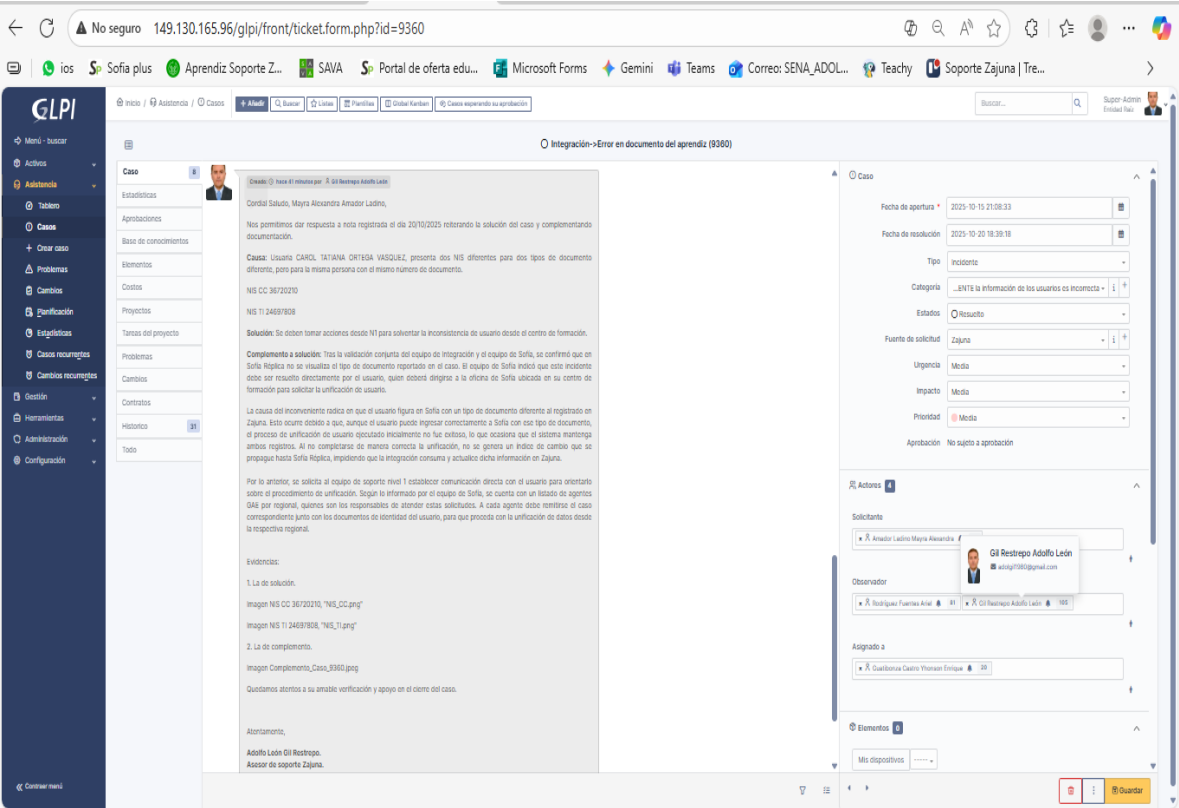 No seguro 149.130.165.96/glpi/front/ticket.form.php?id=9360
ios
Sofia plus
Aprendiz Soporte Z...
SAVA
Portal de oferta edu...
Microsoft Forms
Gemini
Teams
Correo: SENA_ADOL...
Teachy
Soporte Zajuna | Tre...
GLPI
Inicio / Asistencia / Casos
+ Añadir
Buscar
Listas
Plantillas
Global Kanban
Casos esperando su aprobación
Buscar...
Super-Admin
Entidad Raíz
Menú - buscar
Activos
Asistencia
Tablero
Casos
+ Crear caso
Problemas
Cambios
Planificación
Estadísticas
Casos recurrentes
Cambios recurrentes
Gestión
Herramientas
Administración
Configuración
Contraer menú
Integración->Error en documento del aprendiz (9360)
Caso 8
Estadísticas
Aprobaciones
Base de conocimientos
Elementos
Costos
Proyectos
Tareas del proyecto
Problemas
Cambios
Contratos
Histórico 31
Todo
Creado hace 41 minutos por Gil Restrepo Adolfo León
Cordial Saludo, Mayra Alexandra Amador Ladino,
Nos permitimos dar respuesta a nota registrada el día 20/10/2025 reiterando la solución del caso y complementando
documentación.
Causa: Usuaria CAROL TATIANA ORTEGA VASQUEZ, presenta dos NIS diferentes para dos tipos de documento
diferente, pero para la misma persona con el mismo número de documento.
NIS CC 36720210
NIS TI 24697808
Solución: Se deben tomar acciones desde N1 para solventar la inconsistencia de usuario desde el centro de formación.
Complemento a solución: Tras la validación conjunta del equipo de Integración y el equipo de Sofía, se confirmó que en
Sofía Réplica no se visualiza el tipo de documento reportado en el caso. El equipo de Sofía indicó que este incidente
debe ser resuelto directamente por el usuario, quien deberá dirigirse a la oficina de Sofía ubicada en su centro de
formación para solicitar la unificación de usuario.
La causa del inconveniente radica en que el usuario figura en Sofía con un tipo de documento diferente al registrado en
Zajuna. Esto ocurre debido a que, aunque el usuario puede ingresar correctamente a Sofía con ese tipo de documento,
el proceso de unificación de usuario ejecutado inicialmente no fue exitoso, lo que ocasiona que el sistema mantenga
ambos registros. Al no completarse de manera correcta la unificación, no se genera un índice de cambio que se
propague hasta Sofía Réplica, impidiendo que la integración consuma y actualice dicha información en Zajuna.
Por lo anterior, se solicita al equipo de soporte nivel 1 establecer comunicación directa con el usuario para orientarlo
sobre el procedimiento de unificación. Según lo informado por el equipo de Sofía, se cuenta con un listado de agentes
GAE por regional, quienes son los responsables de atender estas solicitudes. A cada agente debe remitirse el caso
correspondiente junto con los documentos de identidad del usuario, para que proceda con la unificación de datos desde
la respectiva regional.
Evidencias:
1. La de solución.
Imagen NIS CC 36720210, "NIS_CC.png"
Imagen NIS TI 24697808, "NIS_TI.png"
2. La de complemento.
Imagen Complemento_Caso_9360.jpeg
Quedamos atentos a su amable verificación y apoyo en el cierre del caso.
Atentamente,
Adolfo León Gil Restrepo.
Asesor de soporte Zajuna.
Caso
Fecha de apertura * 2025-10-15 21:08:33
Fecha de resolución 2025-10-20 18:39:18
Tipo Incidente
Categoría ...ENTE la información de los usuarios es incorrecta
Estados Resuelto
Fuente de solicitud Zajuna
Urgencia Media
Impacto Media
Prioridad Media
Aprobación No sujeto a aprobación
Actores 4
Solicitante
Amador Ladino Mayra Alexandra
Gil Restrepo Adolfo León
adolgil1980@gmail.com
Observador
Rodríguez Fuentes Ariel 81
Gil Restrepo Adolfo León 105
Asignado a
Guatibonza Castro Yhonson Enrique 20
Elementos 0
Mis dispositivos
Guardar